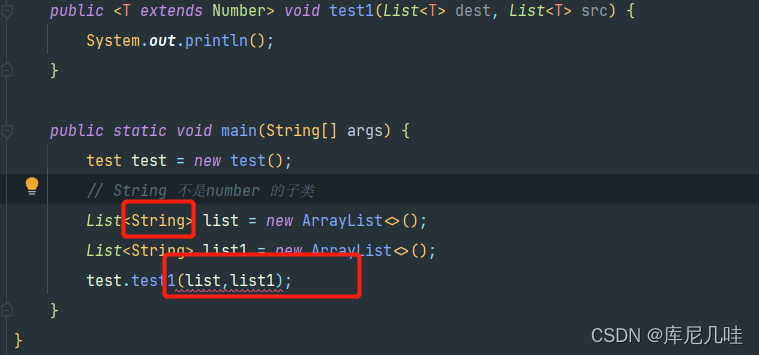 public <T extends Number> void test1(List<T> dest, List<T> src) {
System.out.println();
}
public static void main(String[] args) {
test test = new test();
// String 不是number 的子类
List<String> list = new ArrayList<>();
List<String> list1 = new ArrayList<>();
test.test1(list,list1);
}
}
CSDN @库尼几哇